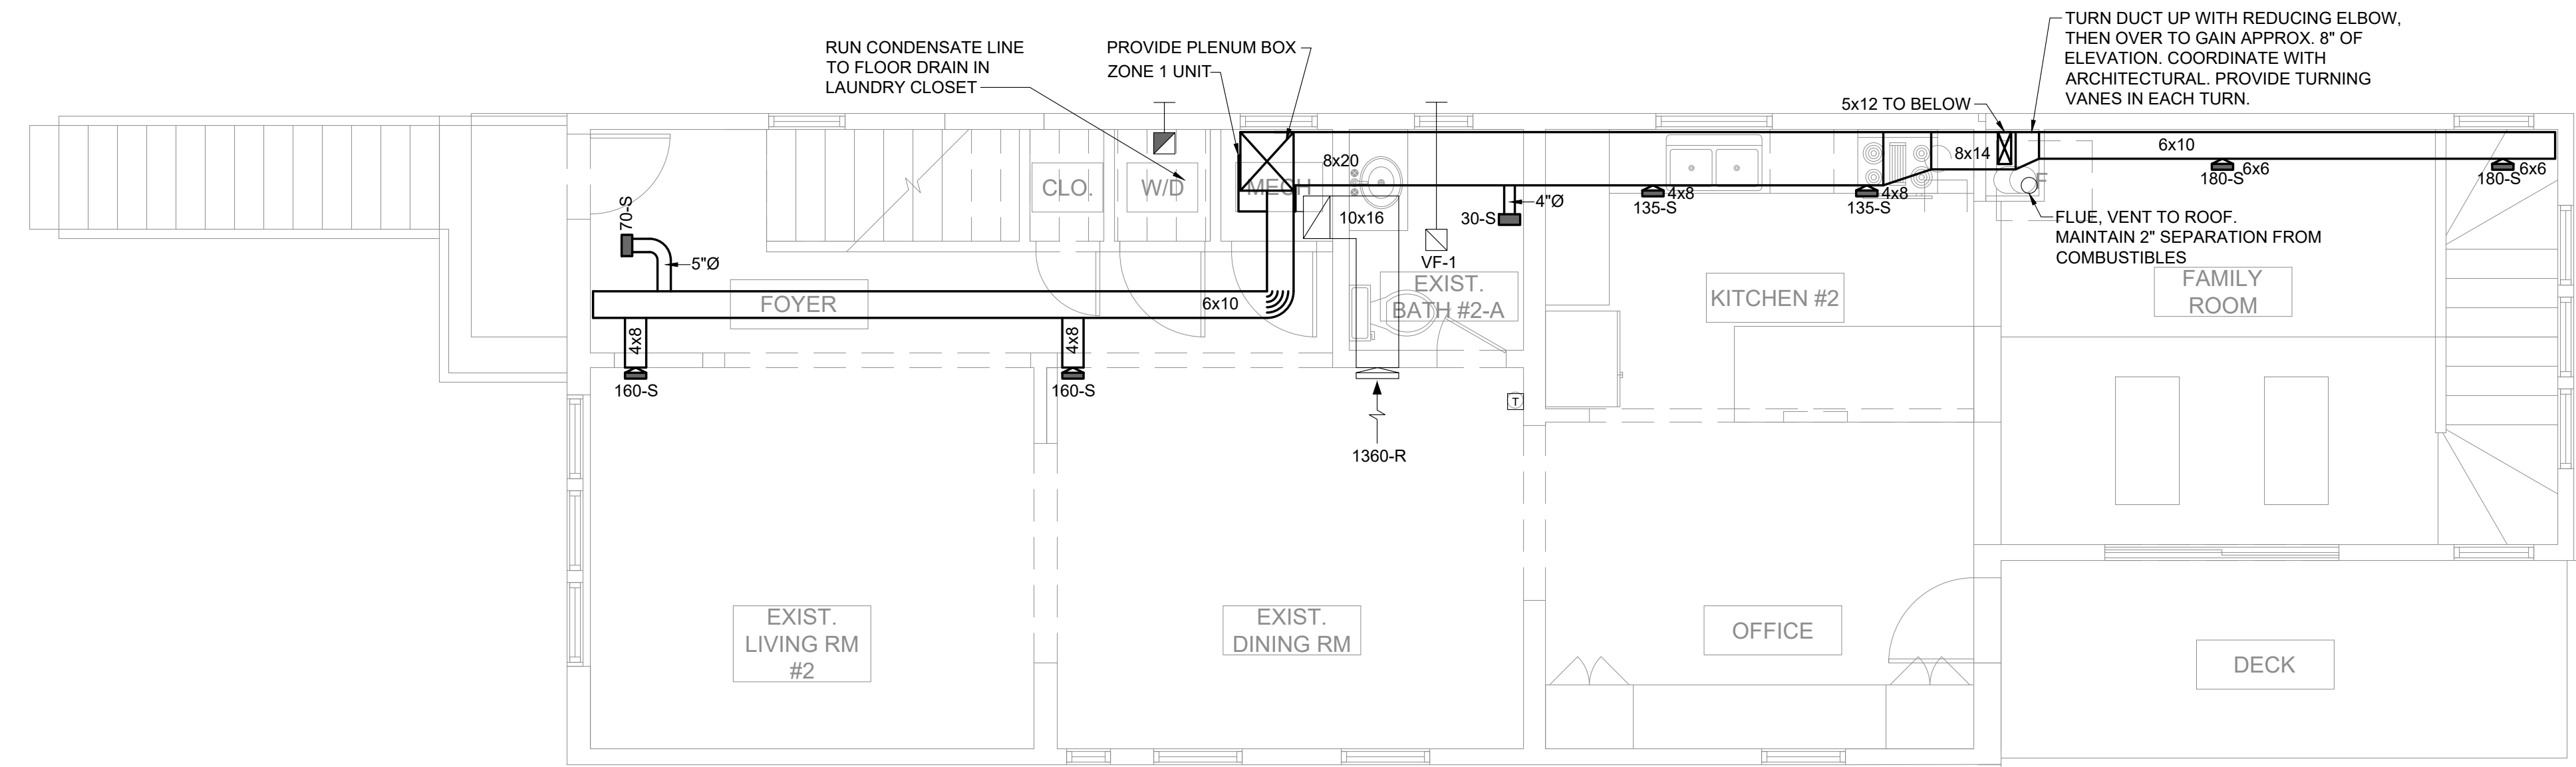 TURN DUCT UP WITH REDUCING ELBOW,
THEN OVER TO GAIN APPROX. 8" OF
ELEVATION. COORDINATE WITH
ARCHITECTURAL. PROVIDE TURNING
VANES IN EACH TURN.
RUN CONDENSATE LINE
TO FLOOR DRAIN IN
LAUNDRY CLOSET
PROVIDE PLENUM BOX
ZONE 1 UNIT
5x12 TO BELOW
6x10
8x14
8x20
CLO.
W/D
MECH
6x6
180-S
6x6
180-S
4x8
135-S
4x8
135-S
F
70-S
10x16
30-S
4"Ø
FLUE, VENT TO ROOF.
MAINTAIN 2" SEPARATION FROM
COMBUSTIBLES
5"Ø
VF-1
FOYER
6x10
EXIST.
BATH #2-A
KITCHEN #2
FAMILY
ROOM
4x8
4x8
160-S
160-S
T
1360-R
EXIST.
LIVING RM
#2
EXIST.
DINING RM
OFFICE
DECK